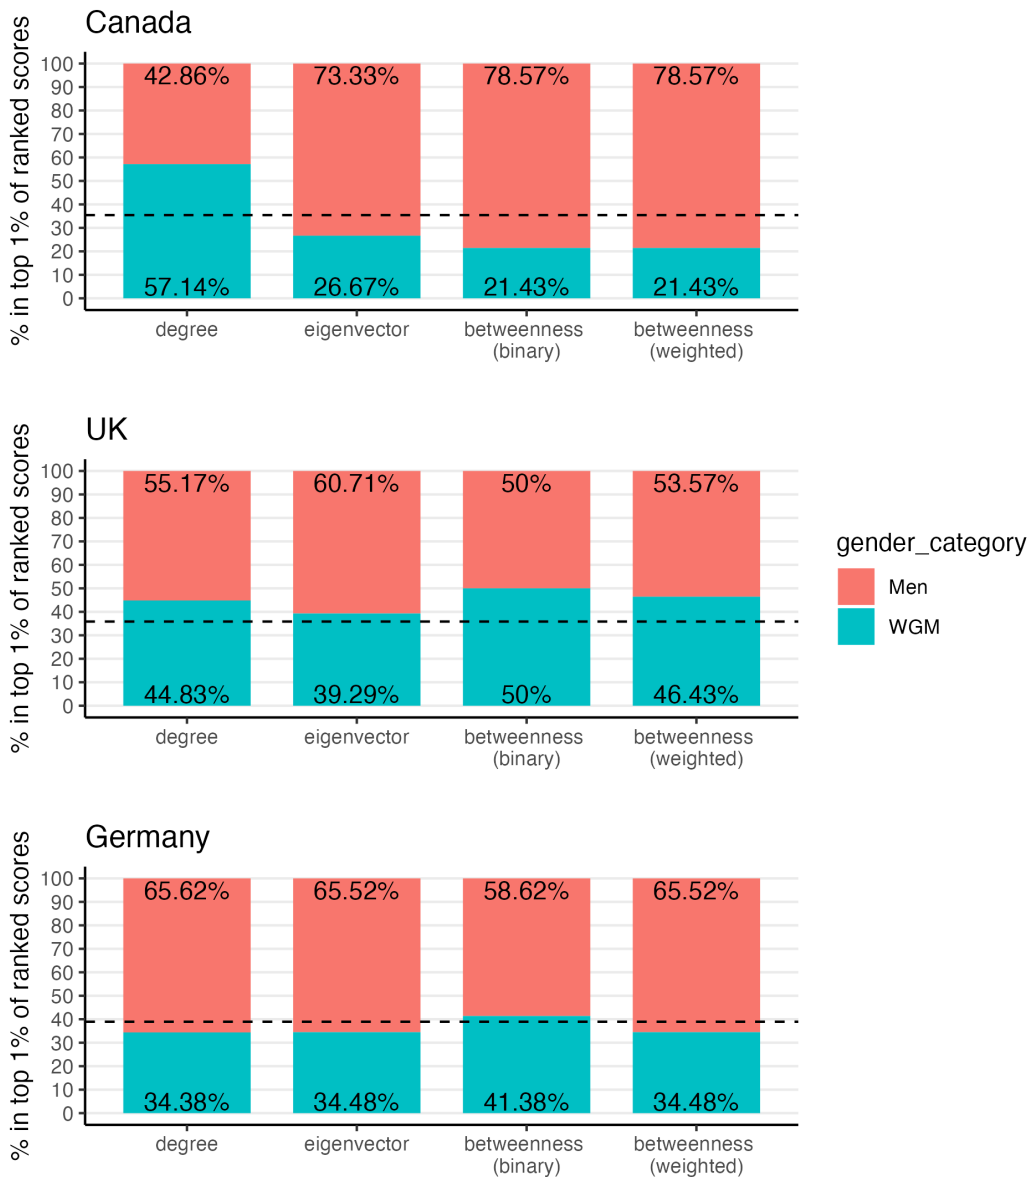 Canada
% in top 1% of ranked scores
100
90
80
70
60
50
40
30
20
10
0
42.86% 73.33% 78.57% 78.57%
57.14% 26.67% 21.43% 21.43%
degree eigenvector betweenness betweenness
(binary) (weighted)
UK
% in top 1% of ranked scores
100
90
80
70
60
50
40
30
20
10
0
55.17% 60.71% 50% 53.57%
44.83% 39.29% 50% 46.43%
degree eigenvector betweenness betweenness
(binary) (weighted)
gender_category
Men
WGM
Germany
% in top 1% of ranked scores
100
90
80
70
60
50
40
30
20
10
0
65.62% 65.52% 58.62% 65.52%
34.38% 34.48% 41.38% 34.48%
degree eigenvector betweenness betweenness
(binary) (weighted)